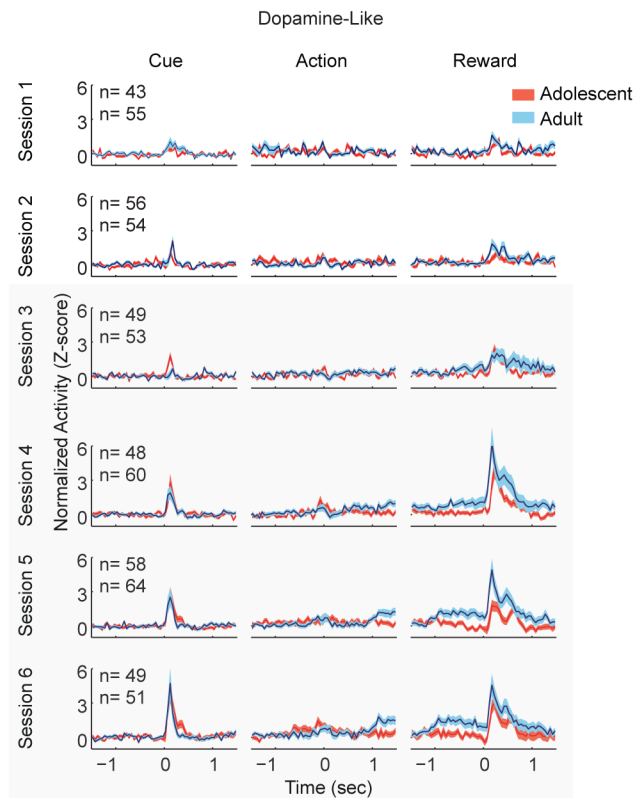 Dopamine-Like
Cue Action Reward
Adolescent
Adult
Normalized Activity (Z-score)
Session 1
6
3
0
n= 43
n= 55
Session 2
6
3
0
n= 56
n= 54
Session 3
6
3
0
n= 49
n= 53
Session 4
6
3
0
n= 48
n= 60
Session 5
6
3
0
n= 58
n= 64
Session 6
6
3
0
n= 49
n= 51
−1 0 1 −1 0 1 −1 0 1
Time (sec)